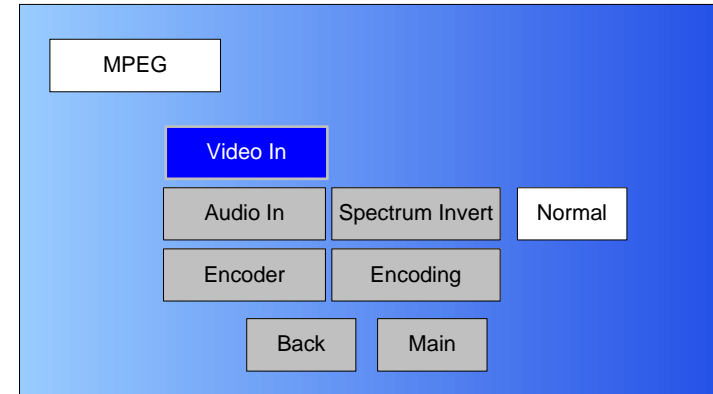 MPEG
Video In
Audio In
Spectrum Invert
Normal
Encoder
Encoding
Back
Main